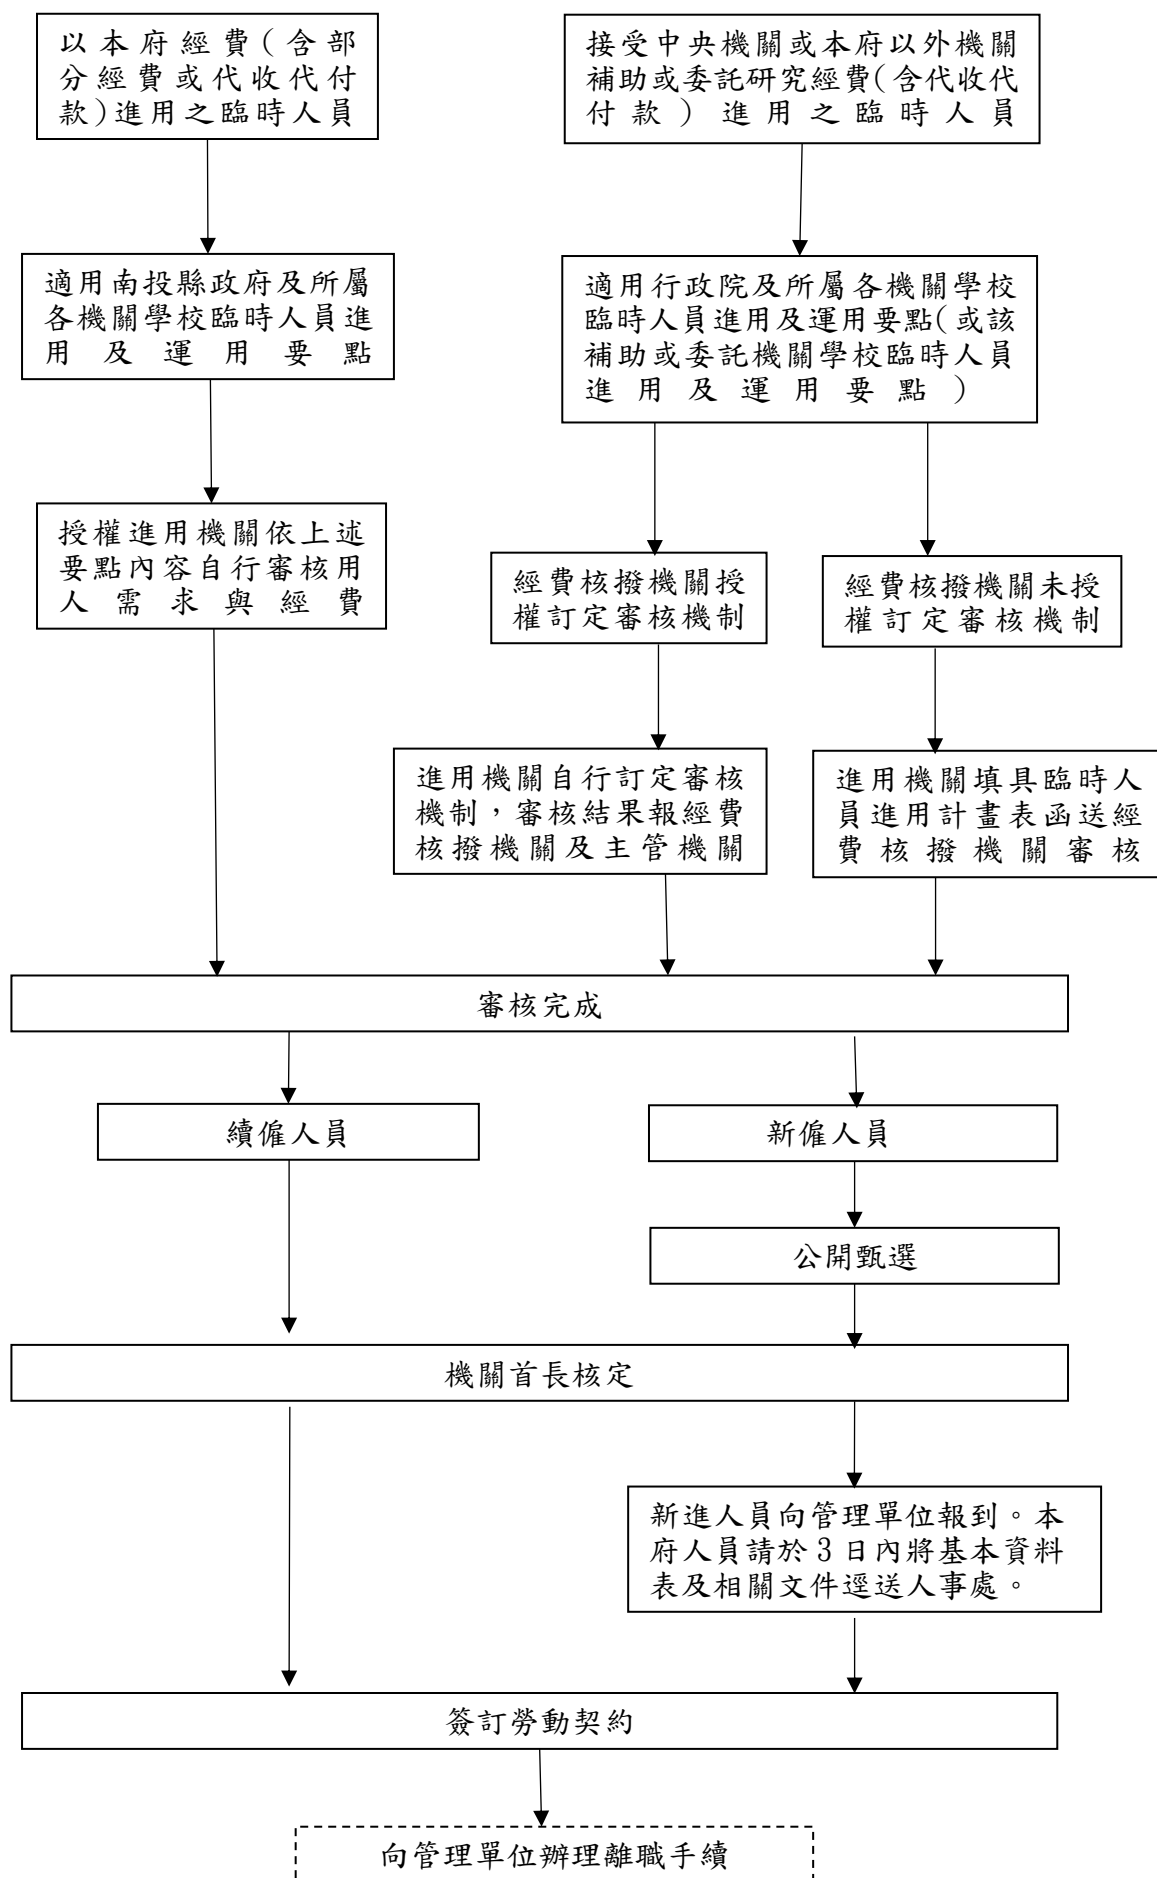 以本府經費(含部
分經費或代收代付
款)進用之臨時人員
接受中央機關或本府以外機關
補助或委託研究經費(含代收代
付款)進用之臨時人員
適用南投縣政府及所屬
各機關學校臨時人員進
用及運用要點
適用行政院及所屬各機關學校
臨時人員進用及運用要點(或該
補助或委託機關學校臨時人員
進用及運用要點)
授權進用機關依上述
要點內容自行審核用
人需求與經費
經費核撥機關授
權訂定審核機制
經費核撥機關未授
權訂定審核機制
進用機關自行訂定審核
機制，審核結果報經費
核撥機關及主管機關
進用機關填具臨時人
員進用計畫表函送經
費核撥機關審核
審核完成
續僱人員
新僱人員
公開甄選
機關首長核定
新進人員向管理單位報到。本
府人員請於3日內將基本資料
表及相關文件逕送人事處。
簽訂勞動契約
向管理單位辦理離職手續